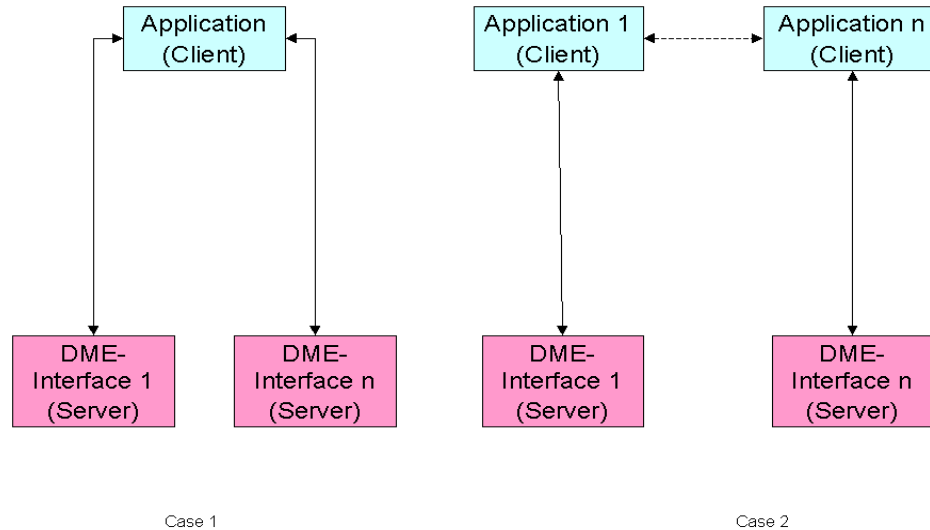 Application
(Client)
Application 1
(Client)
Application n
(Client)
DME-
Interface 1
(Server)
DME-
Interface n
(Server)
DME-
Interface 1
(Server)
DME-
Interface n
(Server)
Case 1
Case 2